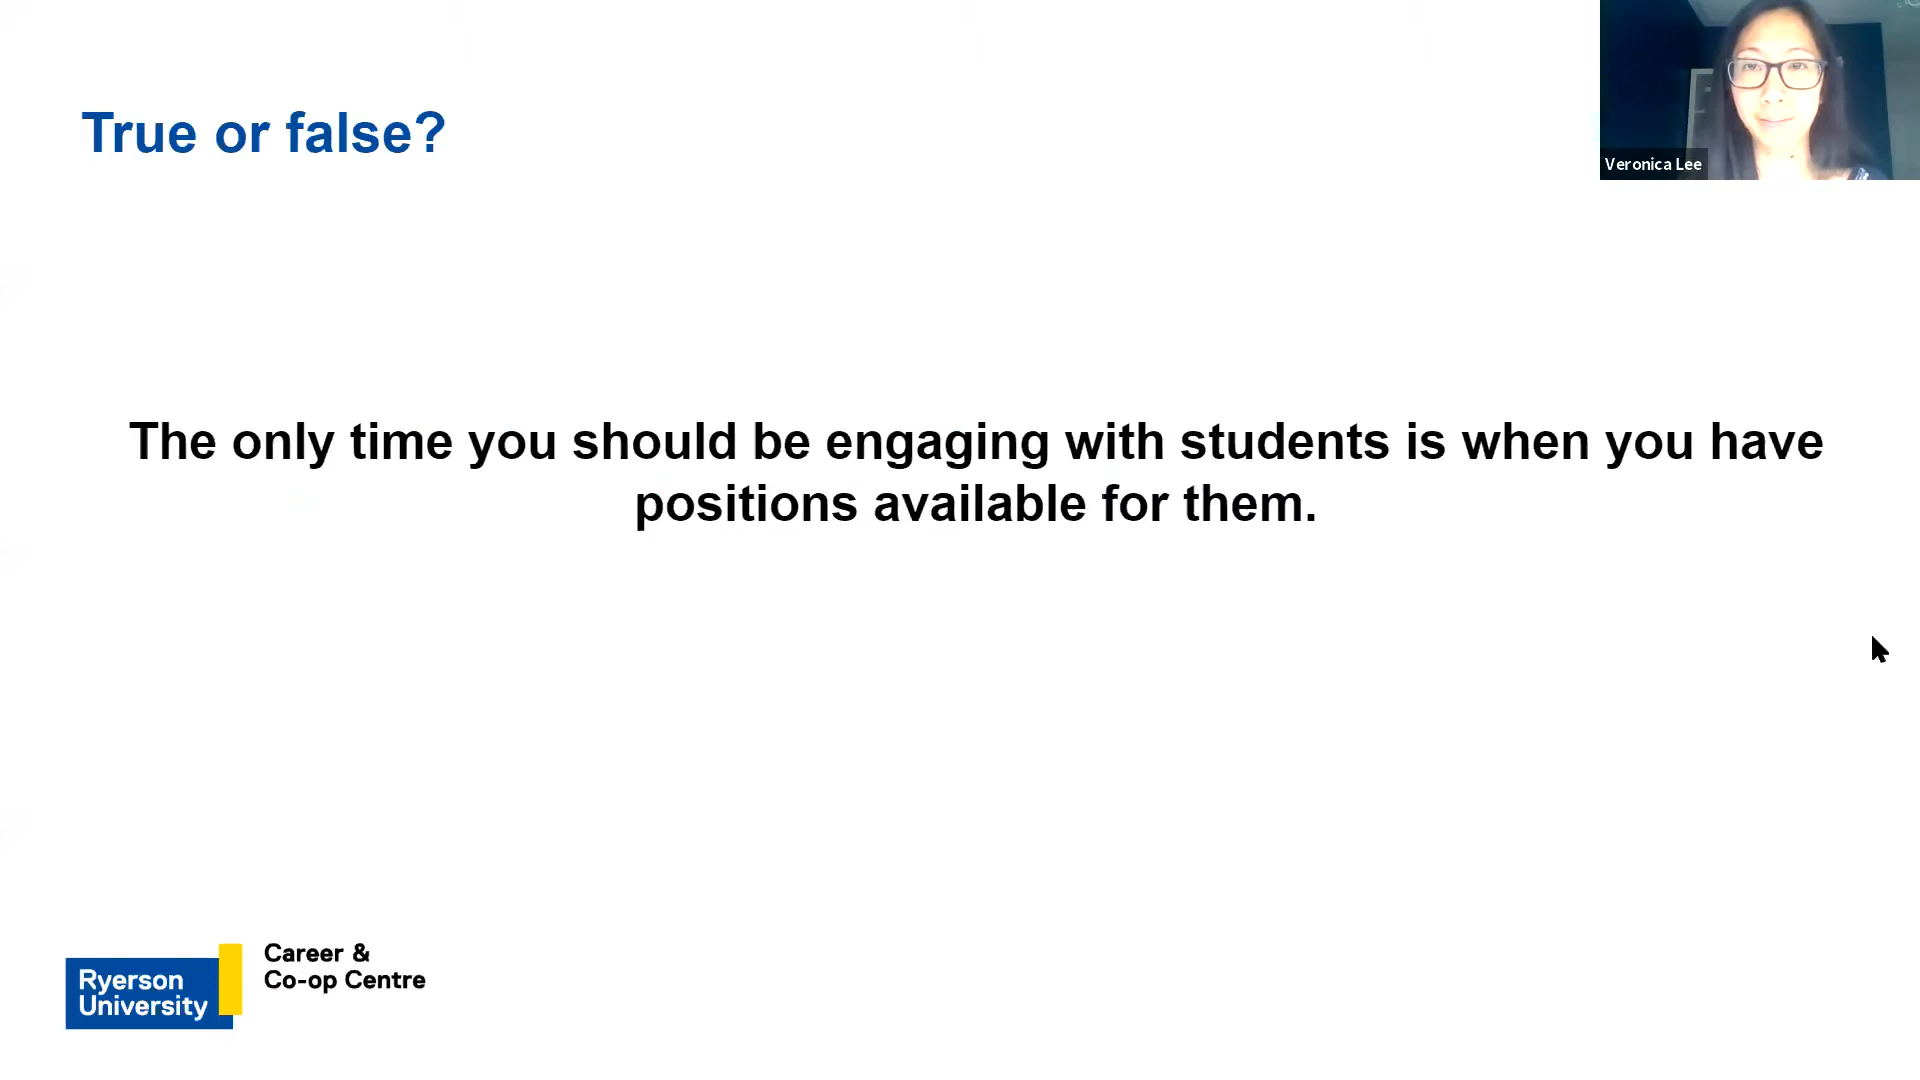 True or false?
Veronica Lee
The only time you should be engaging with students is when you have
positions available for them.
Ryerson
University
Career &
Co-op Centre